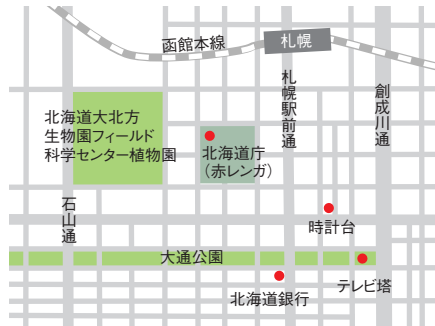 函館本線
札幌
札幌駅前通
創成川通
北海道大北方
生物園フィールド
科学センター植物園
北海道庁
（赤レンガ）
石山通
時計台
大通公園
テレビ塔
北海道銀行